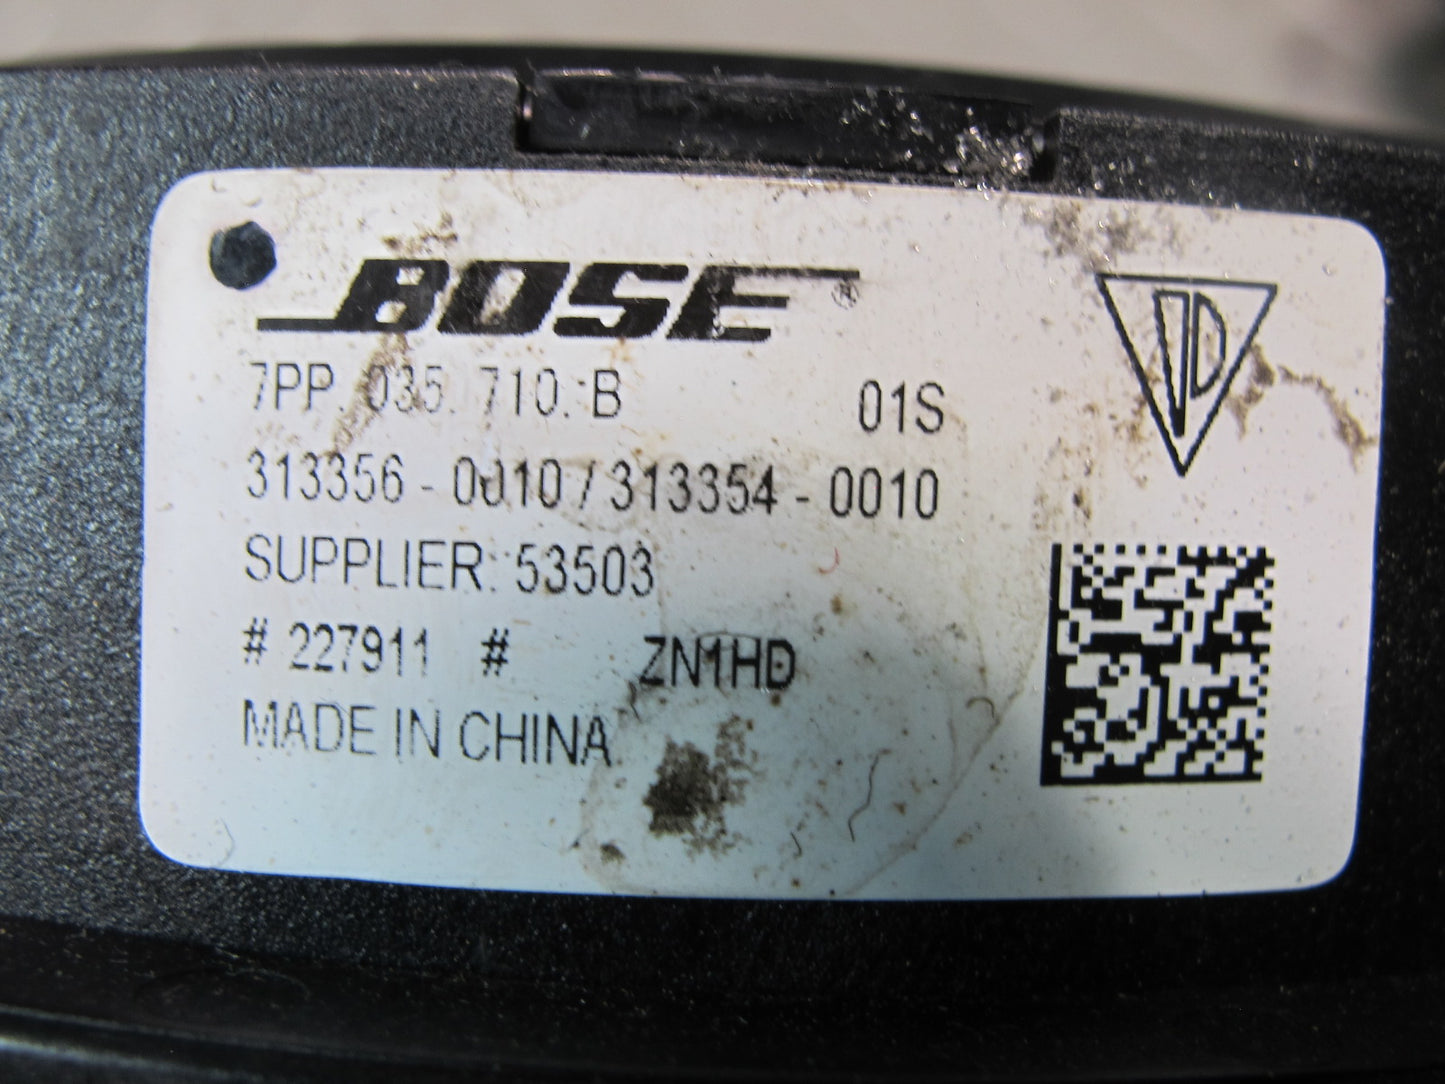 BOSE®
7PP. 035. 710. B 01S
313356 - 0010 / 313354 - 0010
SUPPLIER: 53503
# 227911 # ZN1HD
MADE IN CHINA